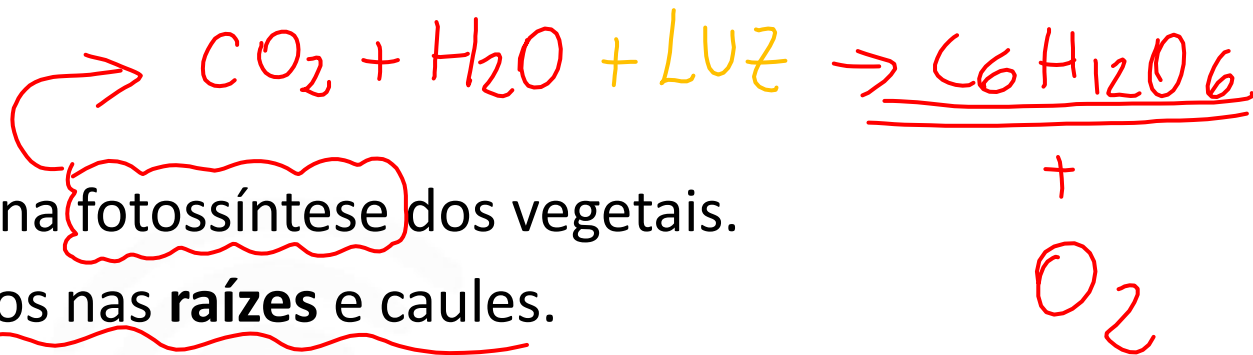 CO2 + H2O + LUZ → C6H12O6
+
na fotossíntese dos vegetais.
O2
os nas raízes e caules.